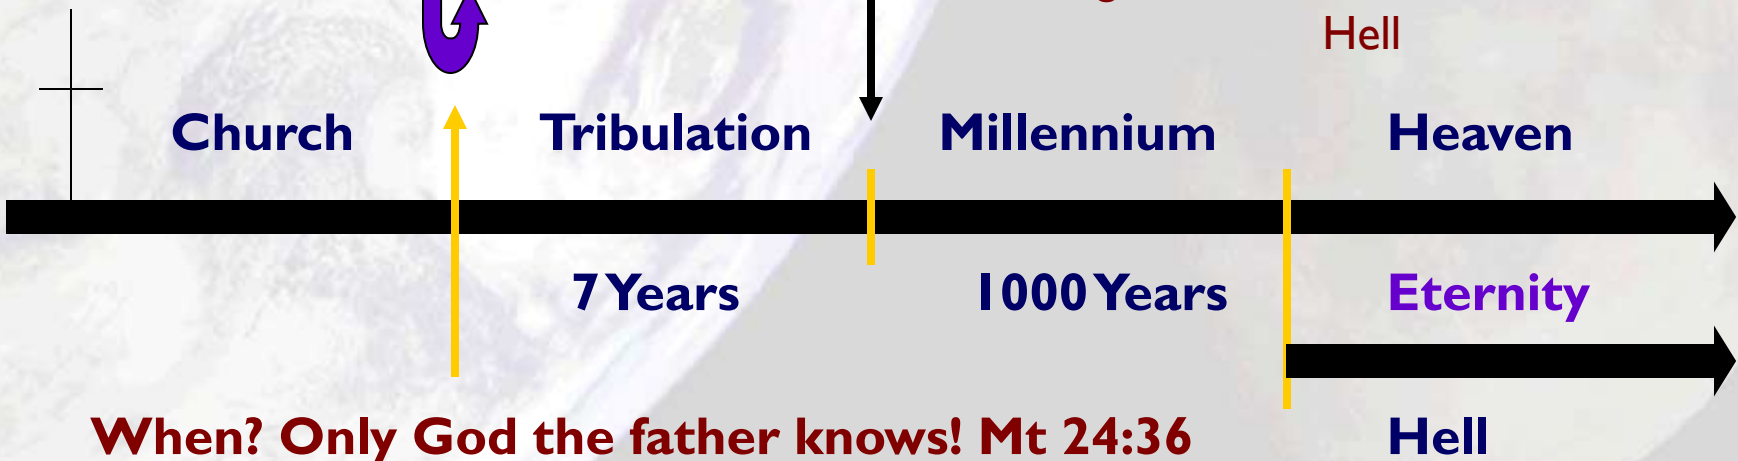 Hell
Church Tribulation Millennium Heaven
7 Years 1000 Years Eternity
When? Only God the father knows! Mt 24:36 Hell